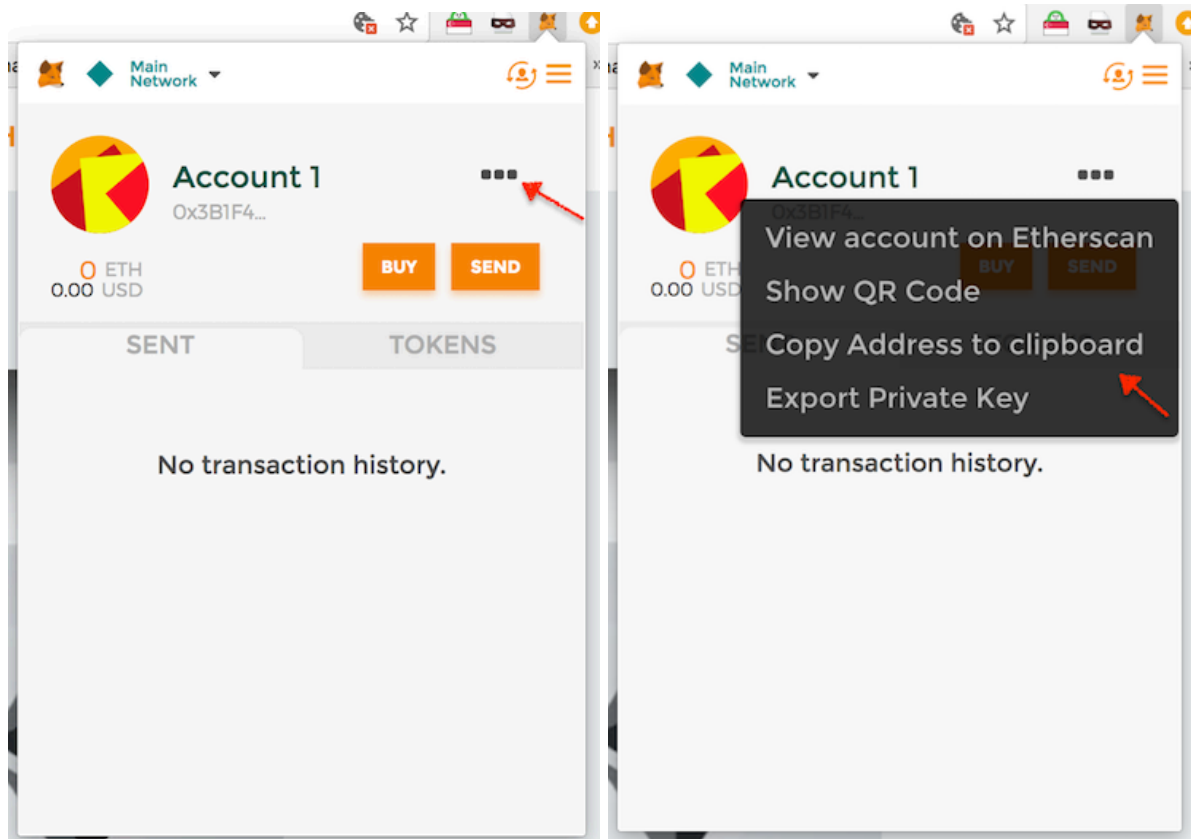 Main
Network
Account 1
0x3B1F4...
0 ETH
0.00 USD
BUY
SEND
SENT
TOKENS
No transaction history.
Main
Network
Account 1
0x3B1F4...
View account on Etherscan
0 ETH
0.00 USD
BUY
SEND
Show QR Code
Copy Address to clipboard
Export Private Key
No transaction history.